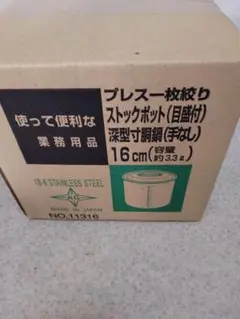 使って便利な
業務用品
プレス一枚絞り
ストックポット(目盛付)
深型寸胴鍋(手なし)
16cm(容量約3.3ℓ)
18-8 STAINLESS STEEL
MADE IN JAPAN
NO.11316